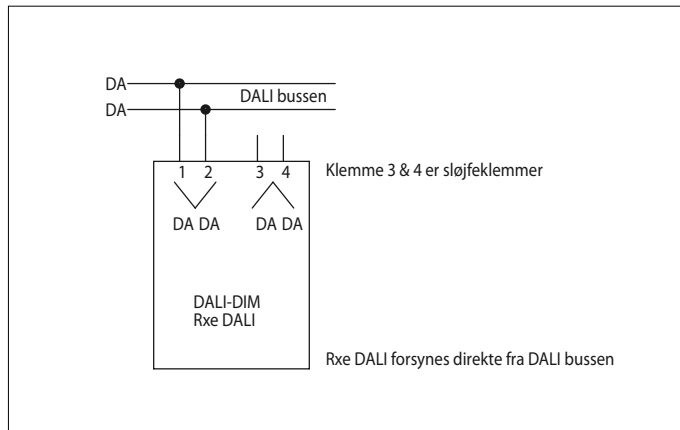 DA
DALI bussen
DA
1 2 3 4
Klemme 3 & 4 er sløjfeklemmer
DA DA DA DA
DALI-DIM
Rxe DALI
Rxe DALI forsynes direkte fra DALI bussen